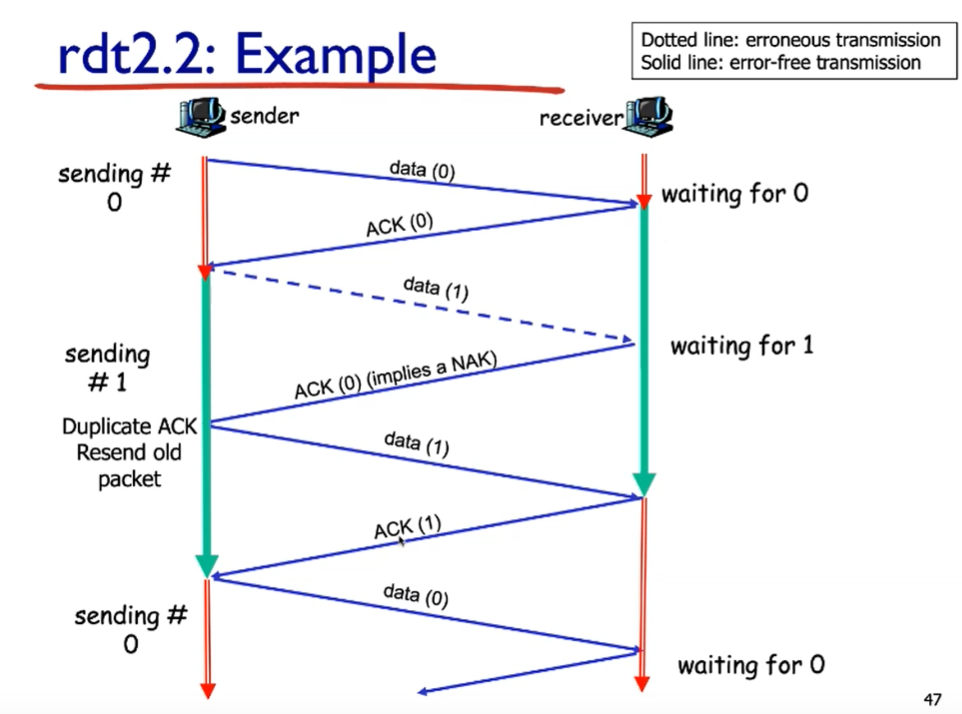 rdt2.2: Example
Dotted line: erroneous transmission
Solid line: error-free transmission
sender
receiver
sending #
0
data (0)
waiting for 0
ACK (0)
data (1)
waiting for 1
sending
# 1
ACK (0) (implies a NAK)
Duplicate ACK
Resend old
packet
data (1)
ACK (1)
data (0)
sending #
0
waiting for 0
47